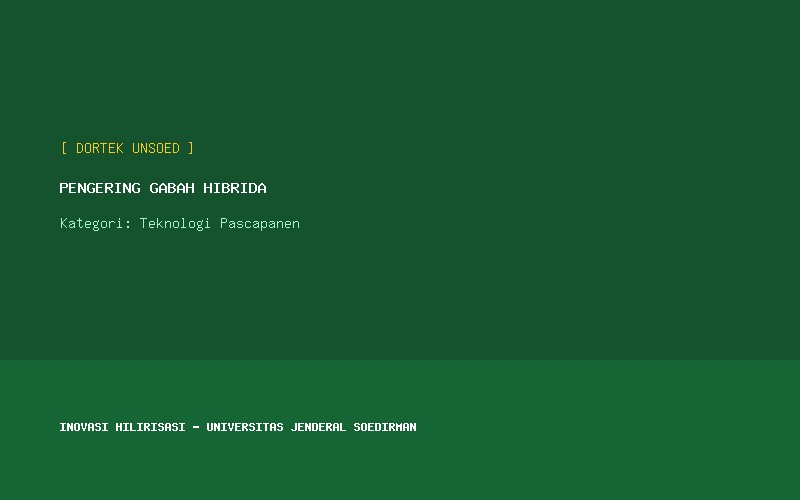 [ DORTEK UNSOED ]
PENGERING GABAH HIBRIDA
Kategori: Teknologi Pascapanen
INOVASI HILIRISASI - UNIVERSITAS JENDERAL SOEDIRMAN